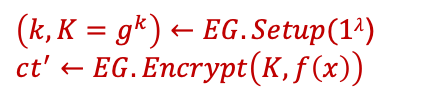 (k, K = g^k) ← EG.Setup(1^λ)
ct′ ← EG.Encrypt(K, f(x))